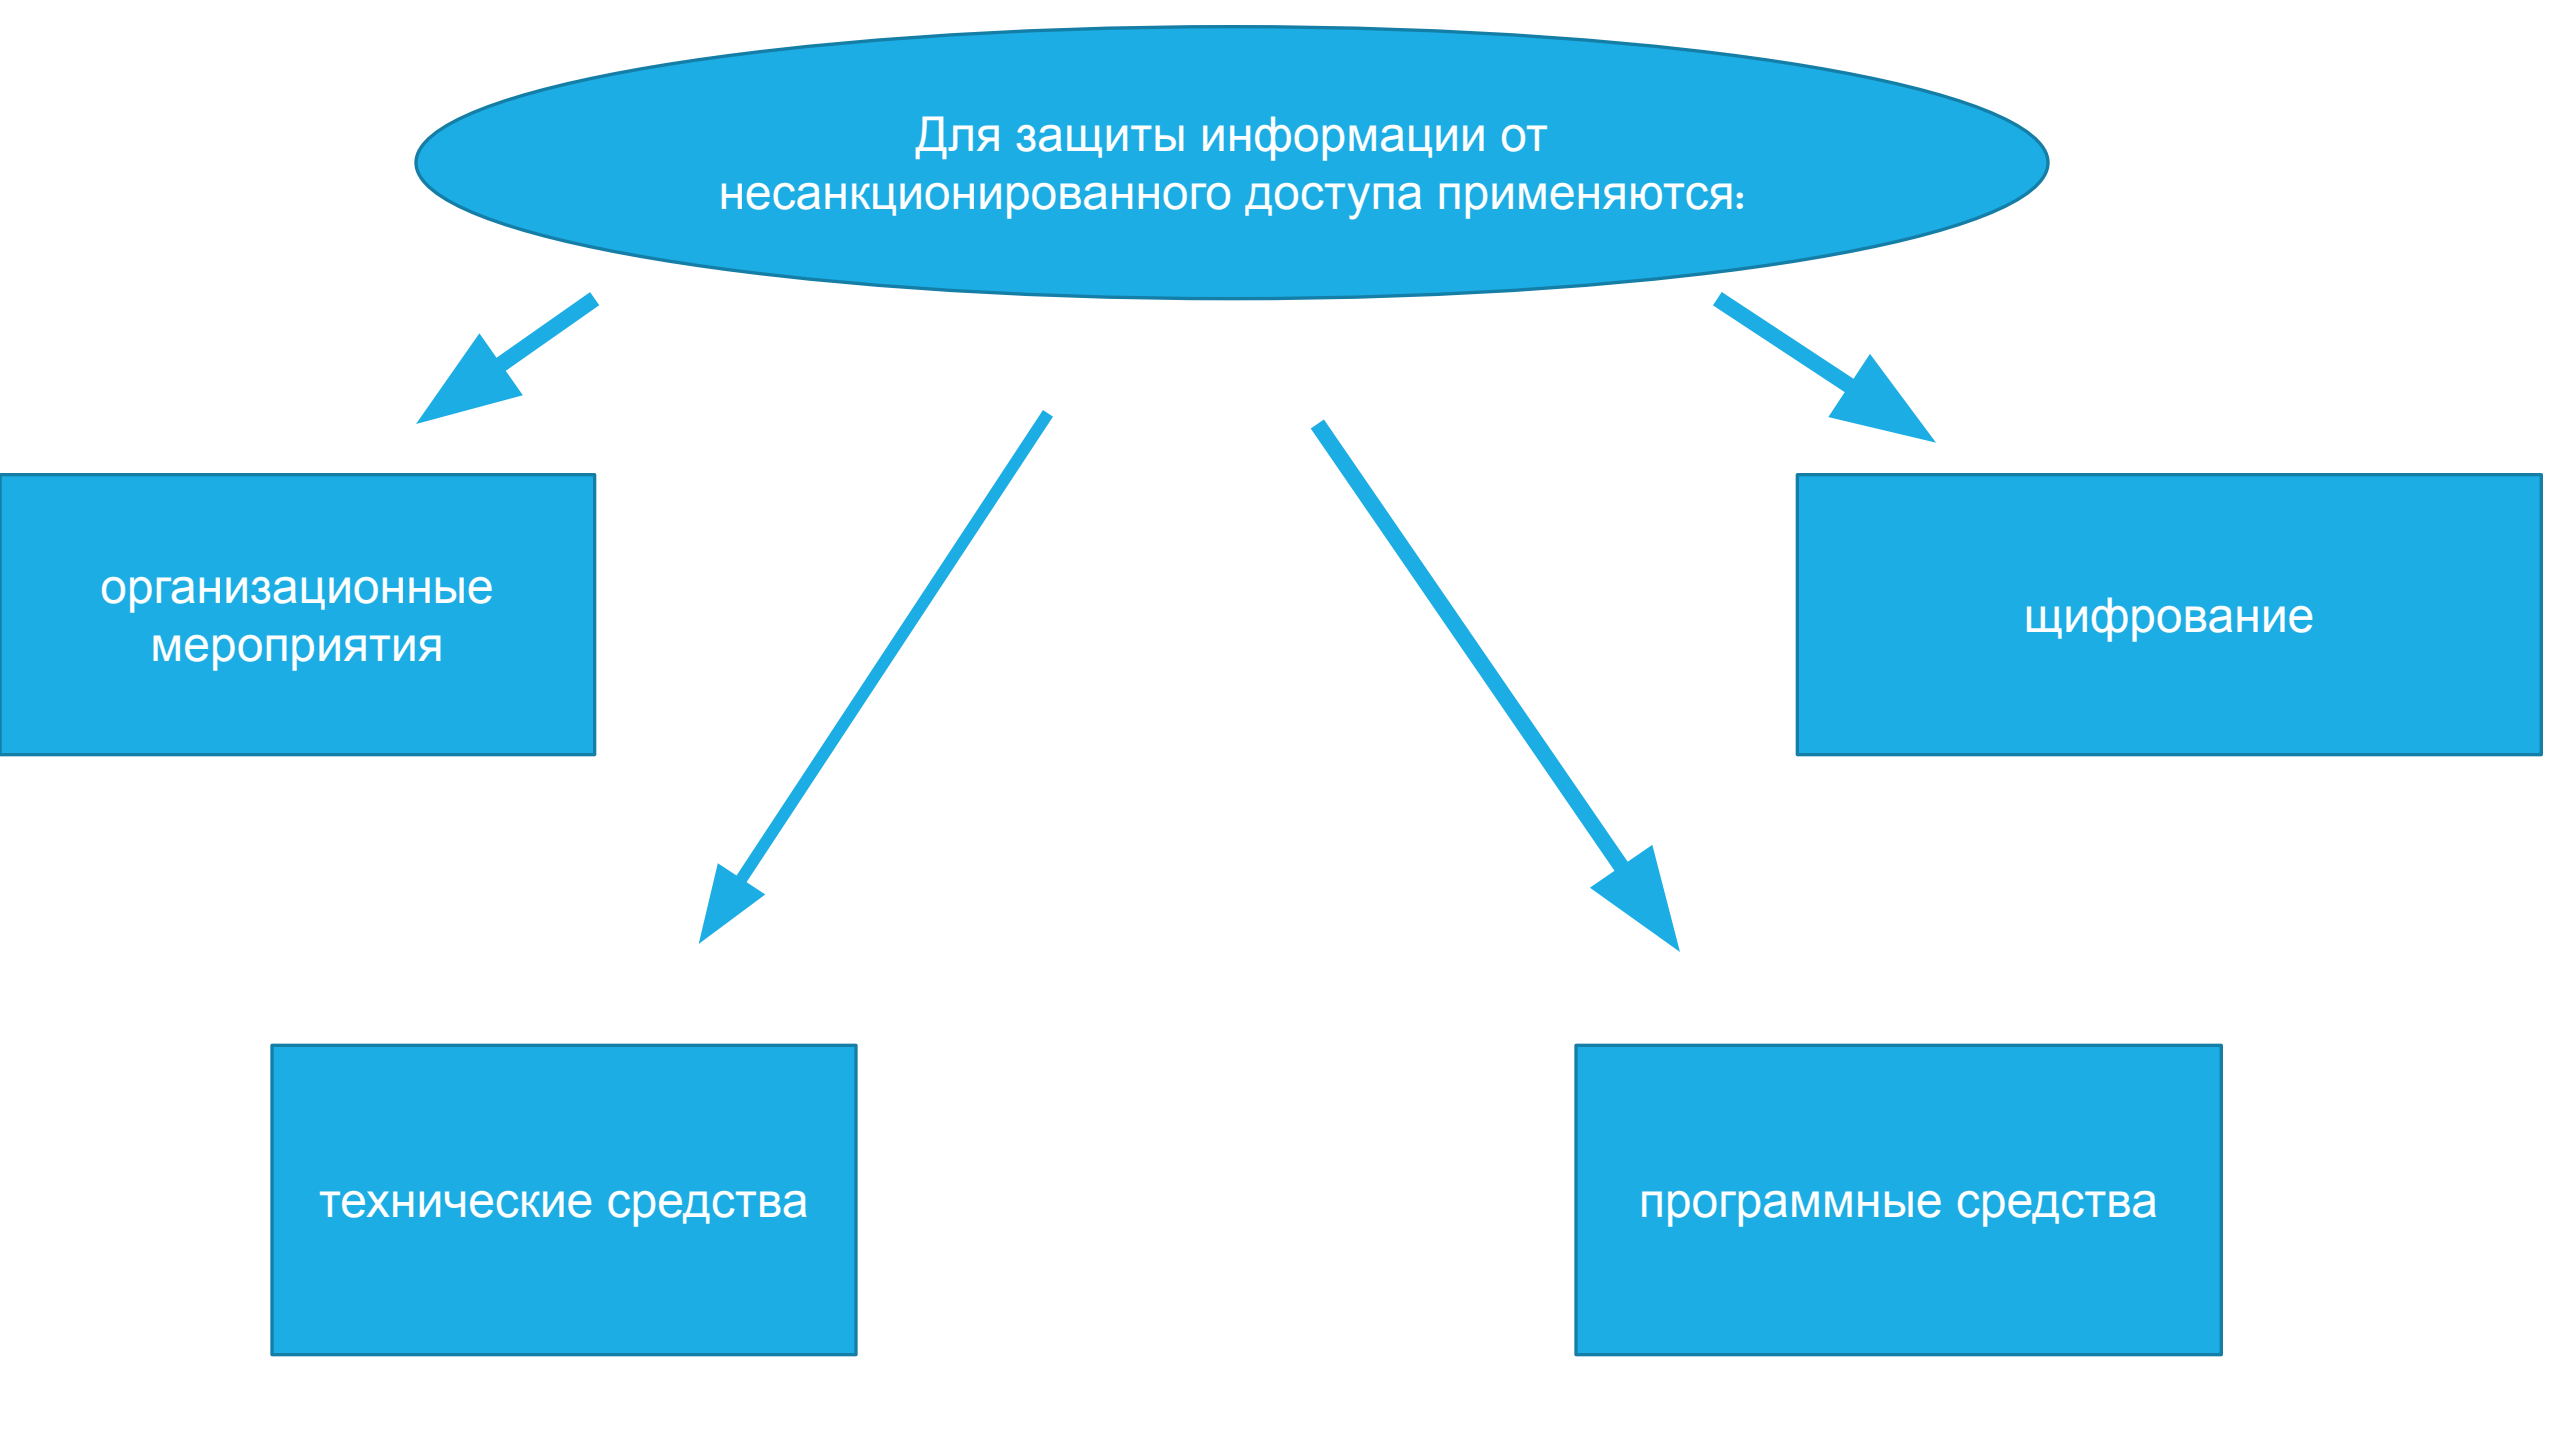 Для защиты информации от
несанкционированного доступа применяются:
организационные
мероприятия
щифрование
технические средства
программные средства